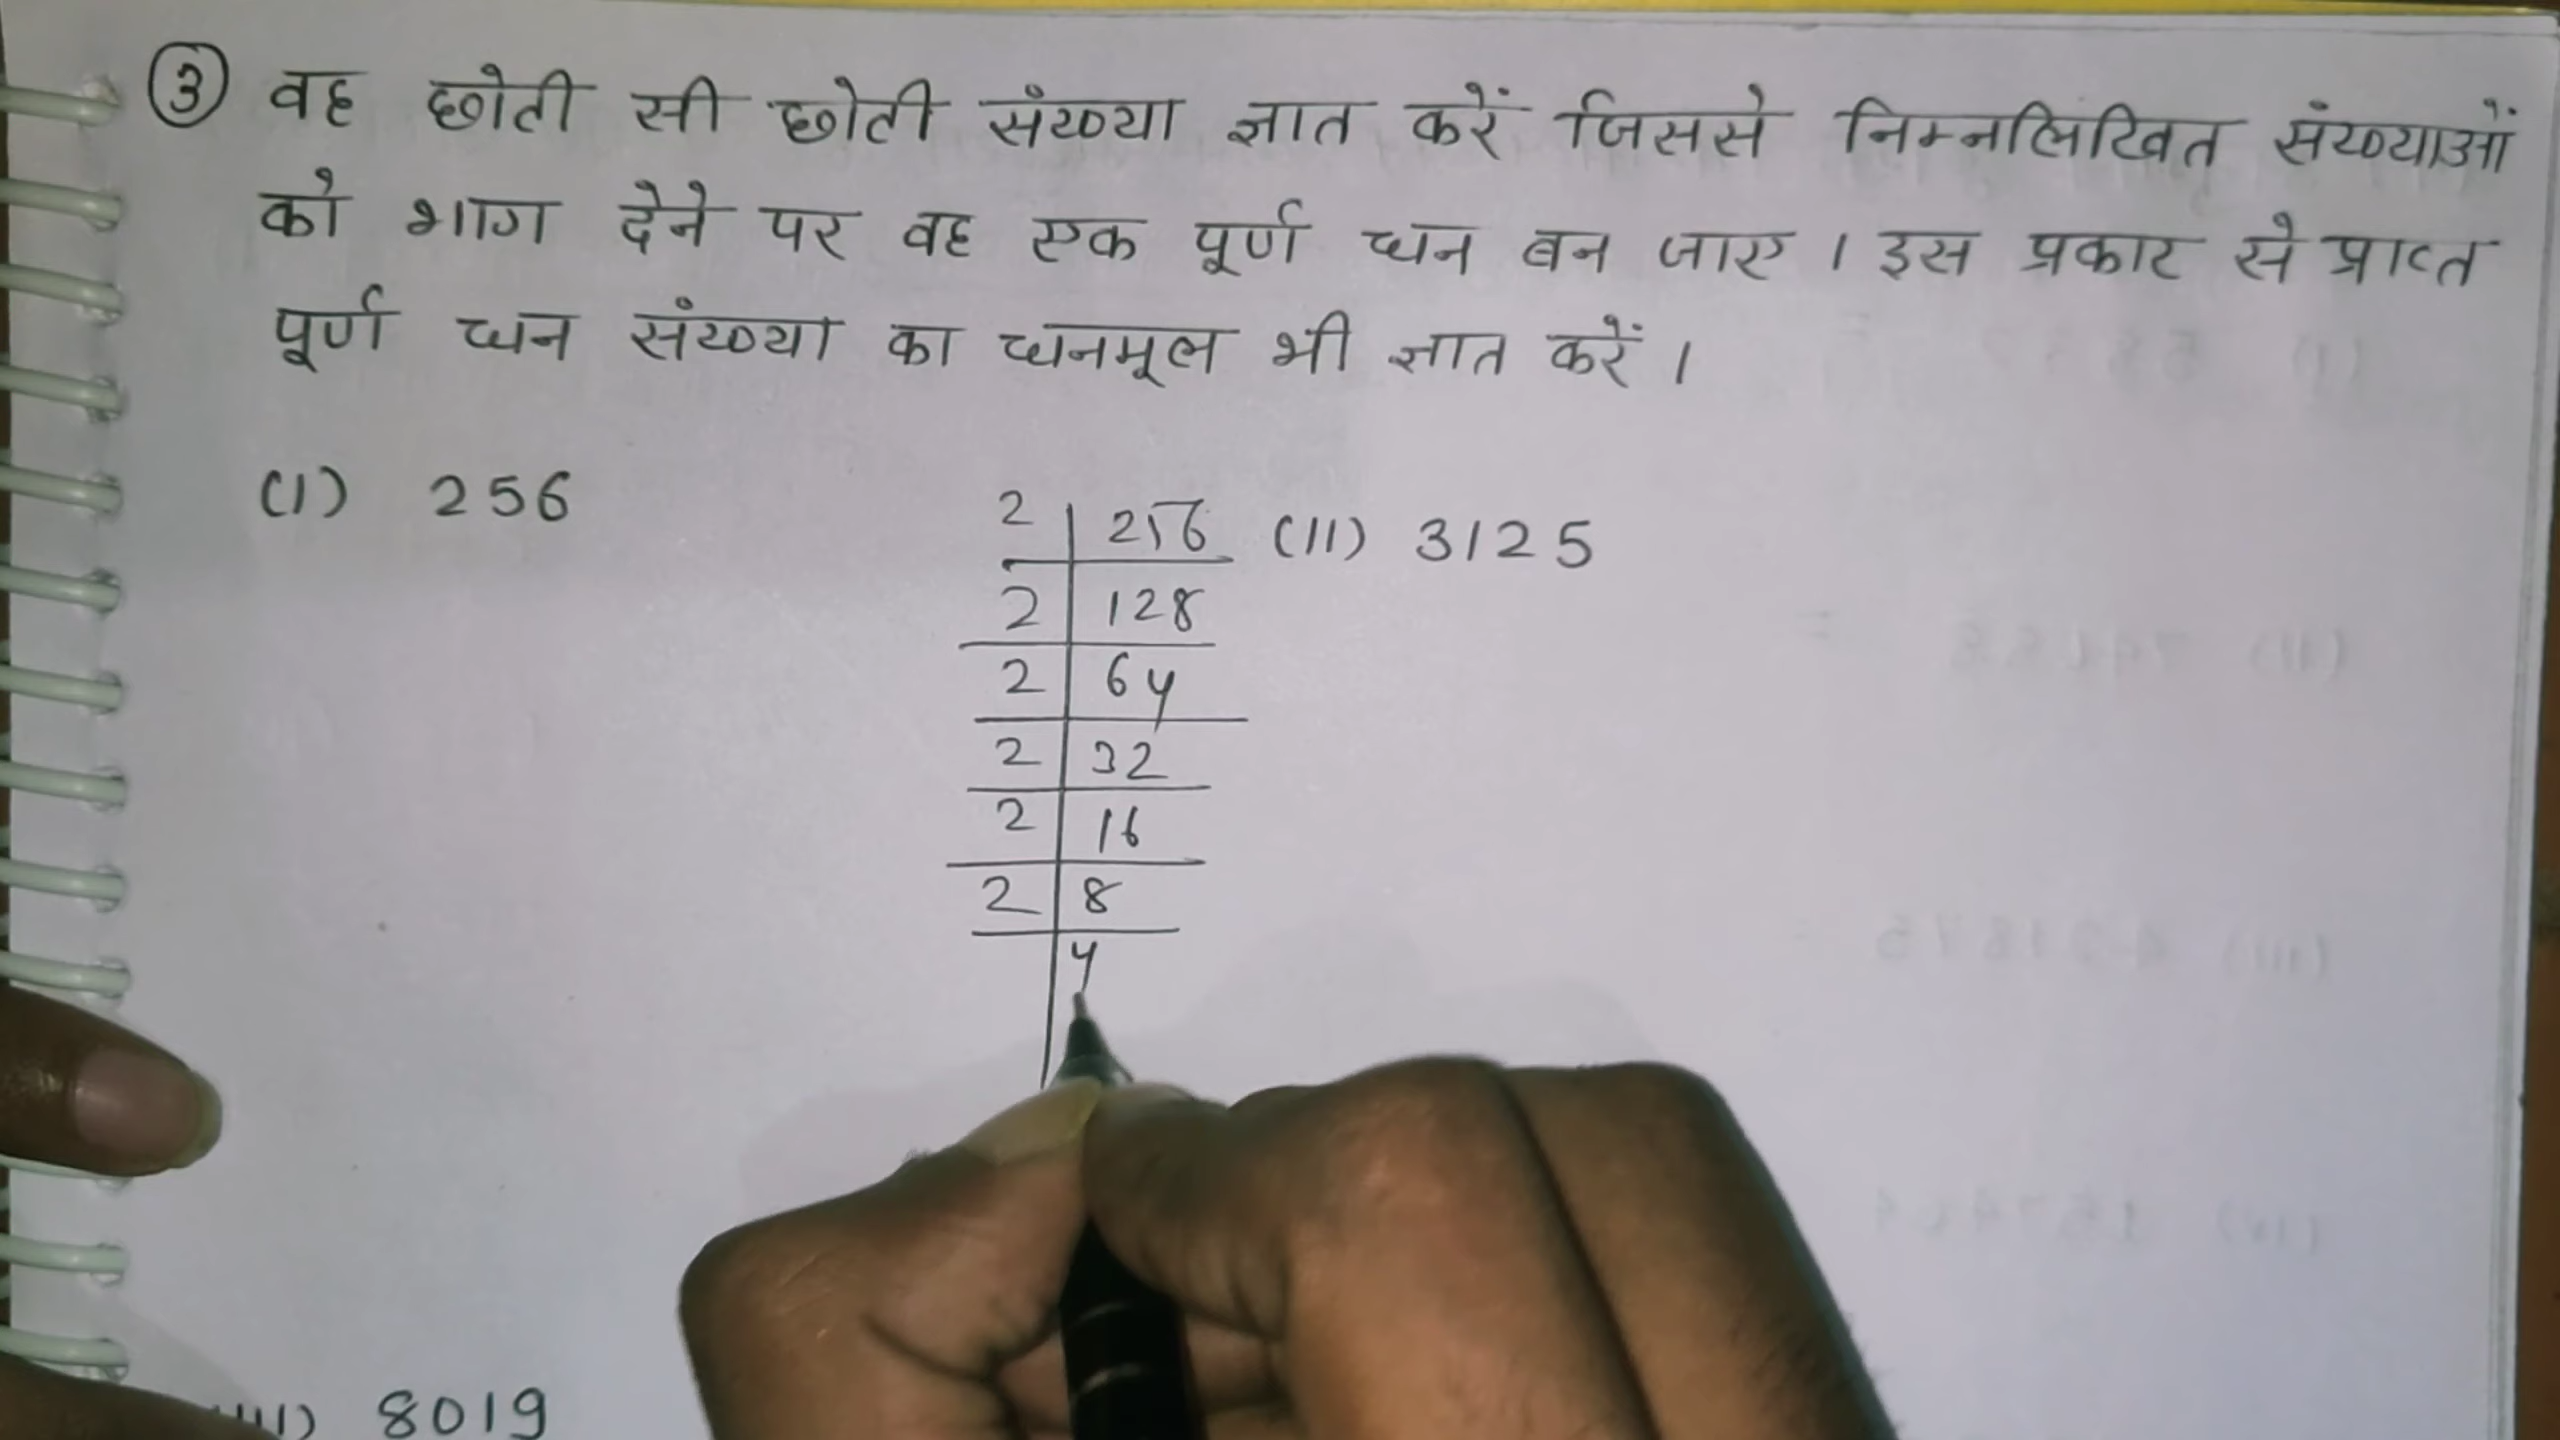 ③ वह छोटी सी छोटी संख्या ज्ञात करें जिससे निम्नलिखित संख्याओं
को भाग देने पर वह एक पूर्ण घन बन जाए । इस प्रकार से प्राप्त
पूर्ण घन संख्या का घनमूल भी ज्ञात करें ।
(I) 256
2 | 256
2 | 128
2 | 64
2 | 32
2 | 16
2 | 8
4
(II) 3125
8019